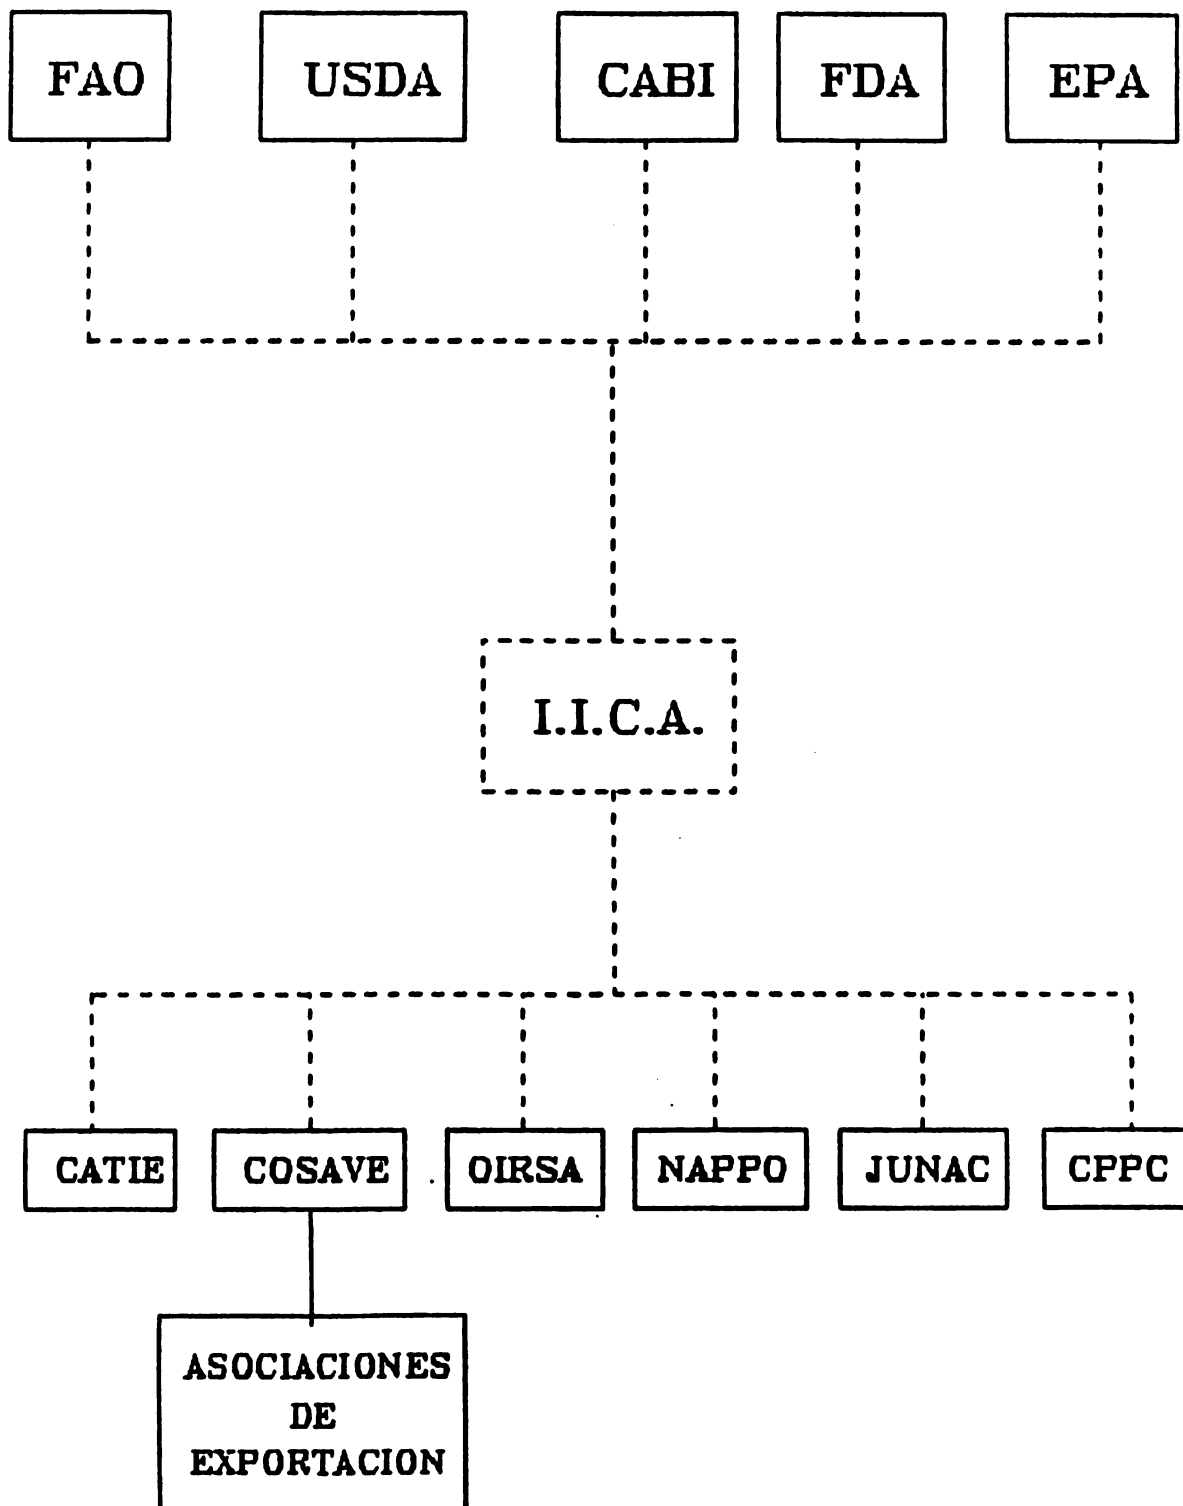 FAO USDA CABI FDA EPA
I.I.C.A.
CATIE COSAVE OIRSA NAPPO JUNAC CPPC
ASOCIACIONES
DE
EXPORTACION